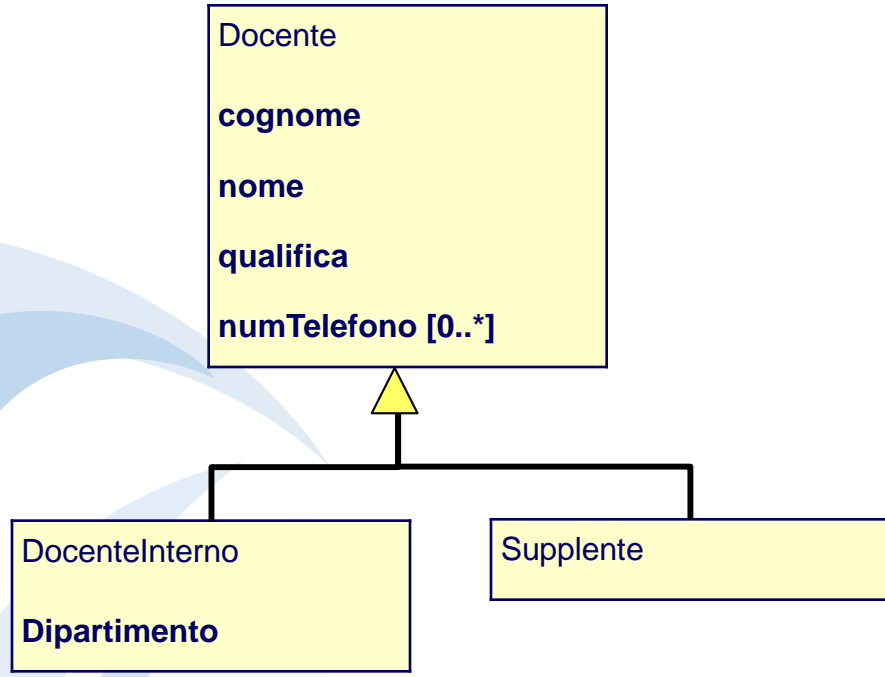 Docente
cognome
nome
qualifica
numTelefono [0..*]
DocenteInterno
Dipartimento
Supplente